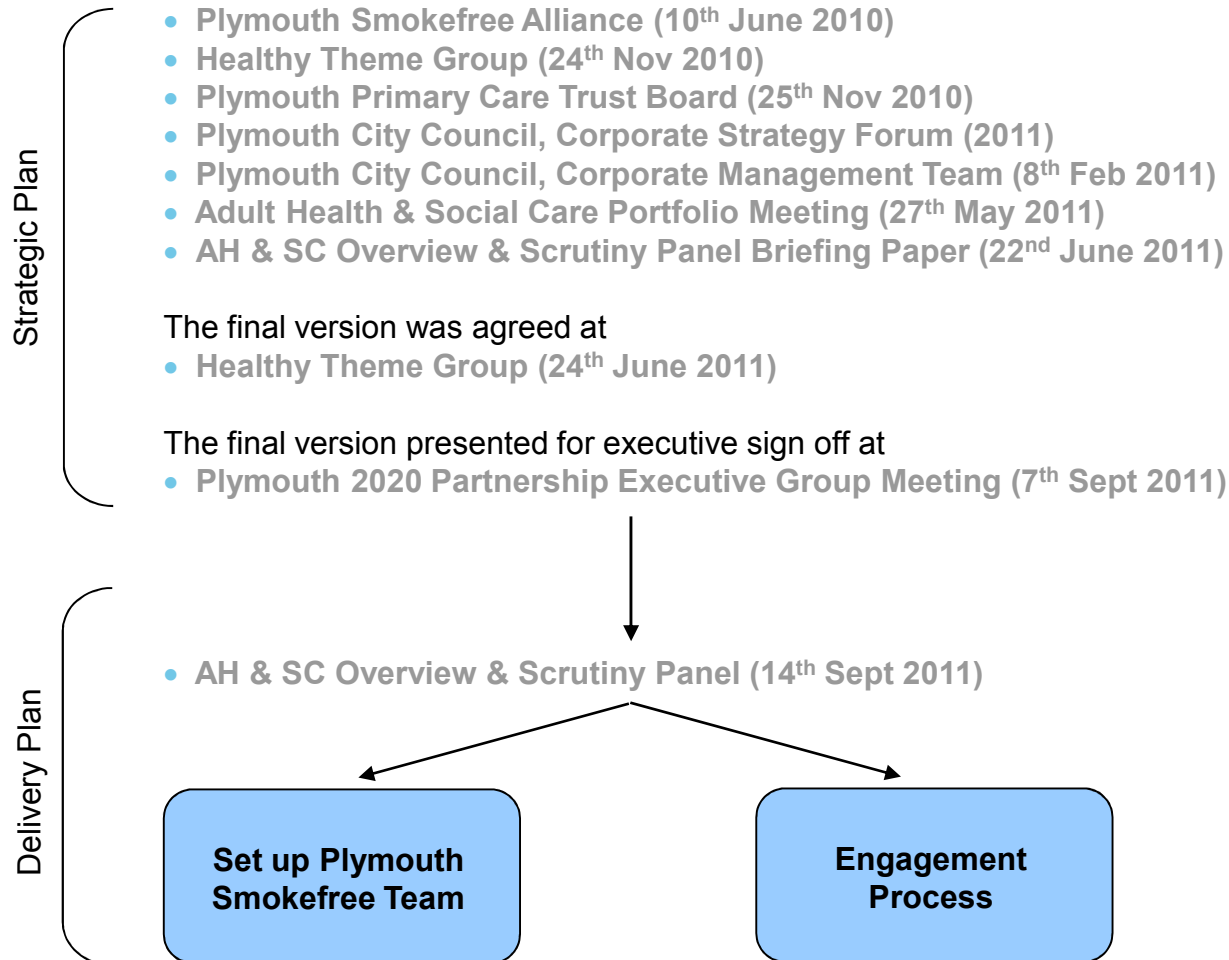 Strategic Plan
• Plymouth Smokefree Alliance (10th June 2010)
• Healthy Theme Group (24th Nov 2010)
• Plymouth Primary Care Trust Board (25th Nov 2010)
• Plymouth City Council, Corporate Strategy Forum (2011)
• Plymouth City Council, Corporate Management Team (8th Feb 2011)
• Adult Health & Social Care Portfolio Meeting (27th May 2011)
• AH & SC Overview & Scrutiny Panel Briefing Paper (22nd June 2011)
The final version was agreed at
• Healthy Theme Group (24th June 2011)
The final version presented for executive sign off at
• Plymouth 2020 Partnership Executive Group Meeting (7th Sept 2011)
Delivery Plan
• AH & SC Overview & Scrutiny Panel (14th Sept 2011)
Set up Plymouth
Smokefree Team
Engagement
Process